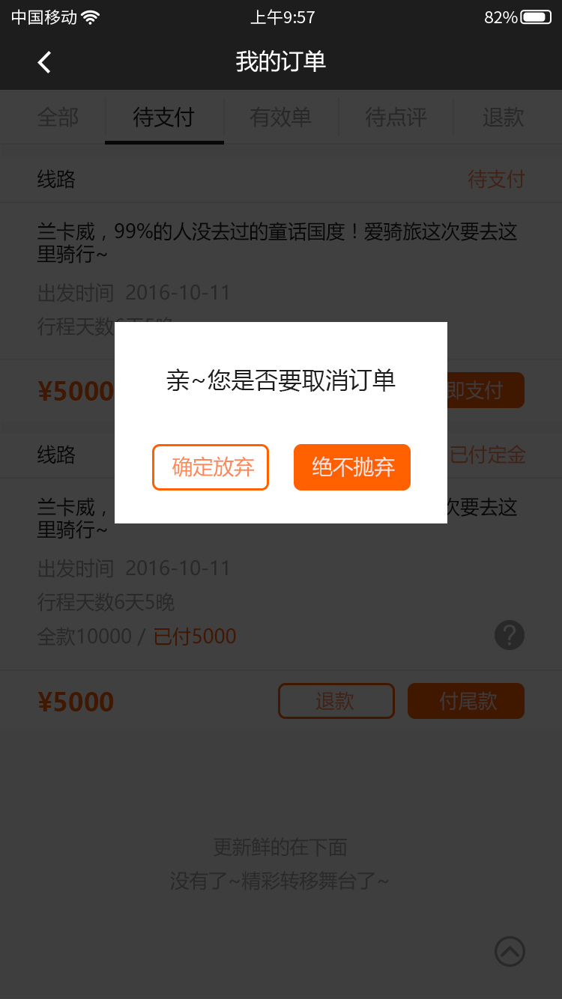 中国移动 上午9:57 82%
我的订单
全部 待支付 有效单 待点评 退款
线路 待支付
兰卡威，99%的人没去过的童话国度！爱骑旅这次要去这
里骑行~
出发时间 2016-10-11
行程天数
¥5000 即支付
亲~您是否要取消订单
确定放弃 绝不抛弃
线路 已付定金
兰卡威， 次要去这
里骑行~
出发时间 2016-10-11
行程天数6天5晚
全款10000 / 已付5000
?
¥5000 退款 付尾款
更新鲜的在下面
没有了~精彩转移舞台了~